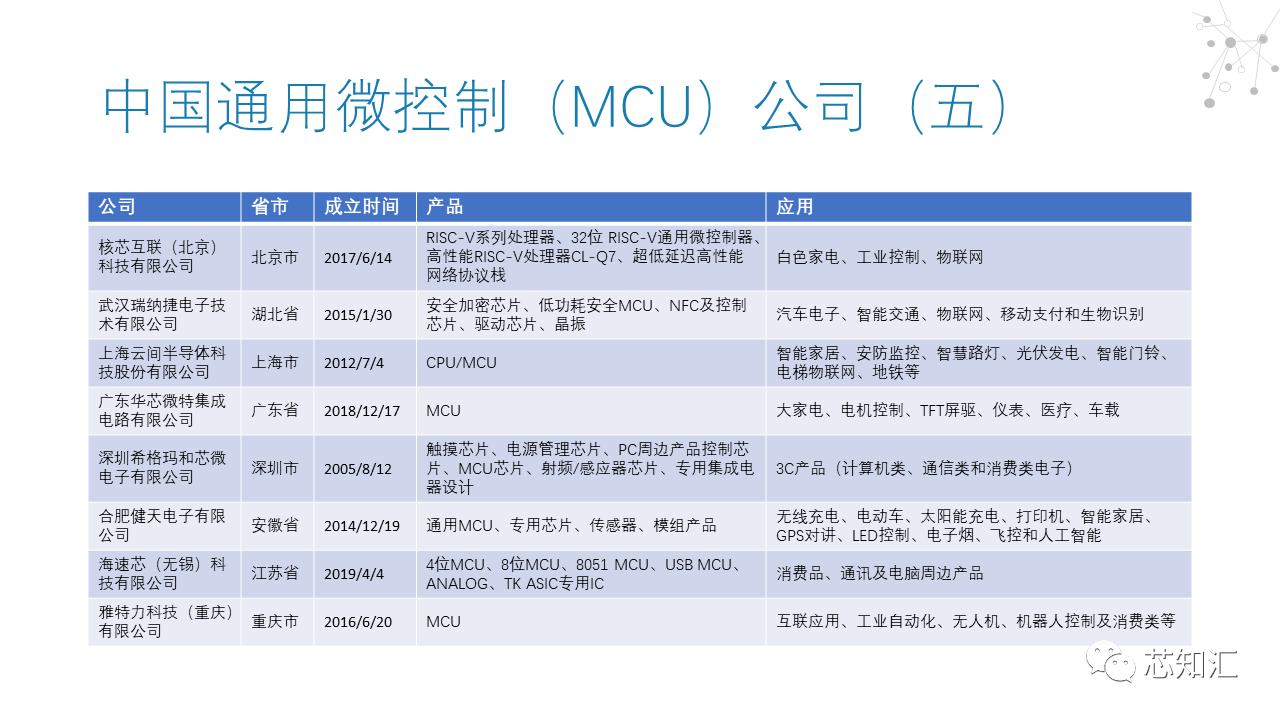 中国通用微控制（MCU）公司（五）
公司 省市 成立时间 产品 应用
核芯互联（北京）
科技有限公司
北京市
2017/6/14
RISC-V系列处理器、32位 RISC-V通用微控制器、
高性能RISC-V处理器CL-Q7、超低延迟高性能
网络协议栈
白色家电、工业控制、物联网
武汉瑞纳捷电子技
术有限公司
湖北省
2015/1/30
安全加密芯片、低功耗安全MCU、NFC及控制
芯片、驱动芯片、晶振
汽车电子、智能交通、物联网、移动支付和生物识别
上海云间半导体科
技股份有限公司
上海市
2012/7/4
CPU/MCU
智能家居、安防监控、智慧路灯、光伏发电、智能门铃、
电梯物联网、地铁等
广东华芯微特集成
电路有限公司
广东省
2018/12/17
MCU
大家电、电机控制、TFT屏驱、仪表、医疗、车载
深圳希格玛和芯微
电子有限公司
深圳市
2005/8/12
触摸芯片、电源管理芯片、PC周边产品控制芯
片、MCU芯片、射频/感应器芯片、专用集成电
器设计
3C产品（计算机类、通信类和消费类电子）
合肥健天电子有限
公司
安徽省
2014/12/19
通用MCU、专用芯片、传感器、模组产品
无线充电、电动车、太阳能充电、打印机、智能家居、
GPS对讲、LED控制、电子烟、飞控和人工智能
海速芯（无锡）科
技有限公司
江苏省
2019/4/4
4位MCU、8位MCU、8051 MCU、USB MCU、
ANALOG、TK ASIC专用IC
消费品、通讯及电脑周边产品
雅特力科技（重庆）
有限公司
重庆市
2016/6/20
MCU
互联应用、工业自动化、无人机、机器人控制及消费类等
芯知汇